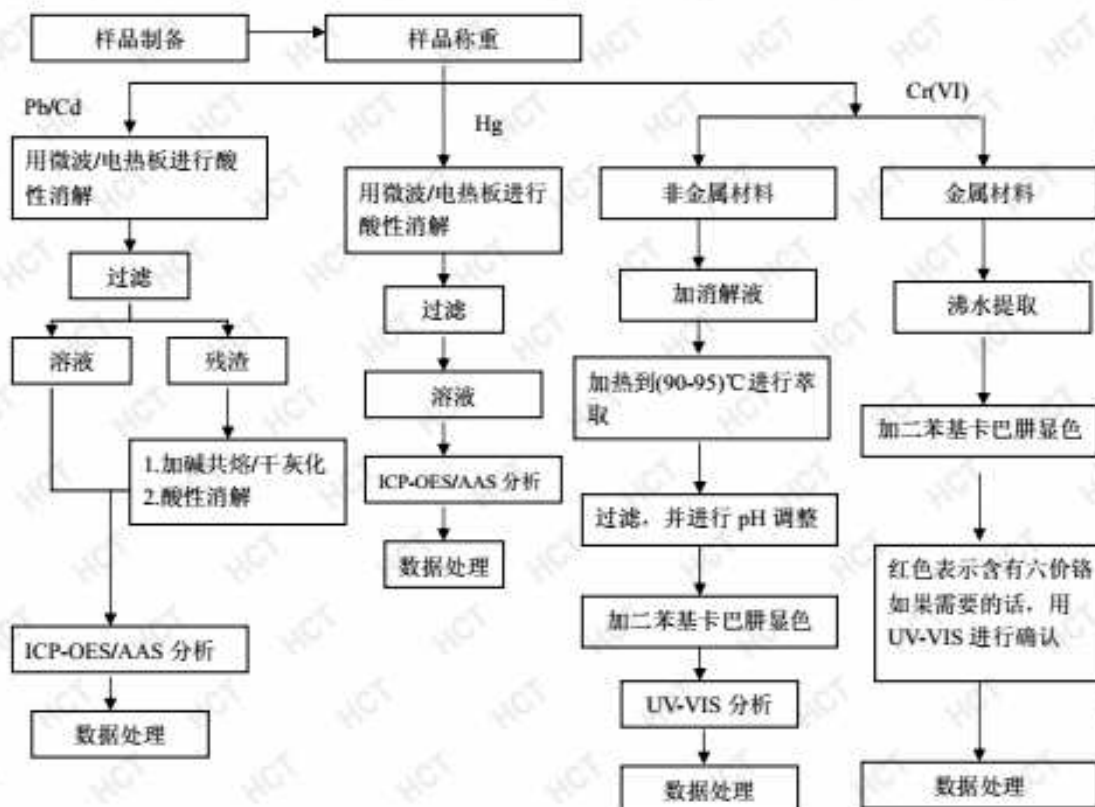 样品制备
样品称重
Pb/Cd
Hg
Cr(VI)
用微波/电热板进行酸
性消解
过滤
溶液
残渣
1.加碱共熔/干灰化
2.酸性消解
ICP-OES/AAS 分析
数据处理
用微波/电热板进行
酸性消解
过滤
溶液
ICP-OES/AAS 分析
数据处理
非金属材料
加消解液
加热到(90-95)℃进行萃
取
过滤，并进行 pH 调整
加二苯基卡巴肼显色
UV-VIS 分析
数据处理
金属材料
沸水提取
加二苯基卡巴肼显色
红色表示含有六价铬
如果需要的话，用
UV-VIS 进行确认
数据处理
HCT